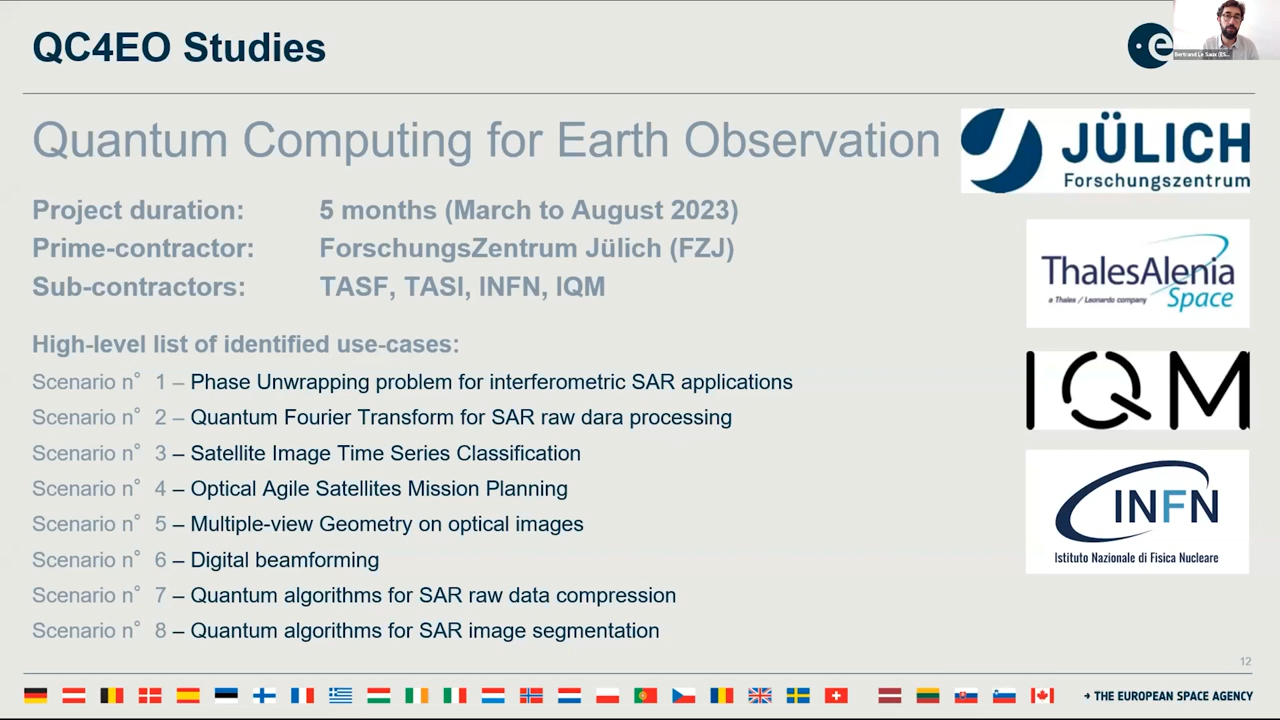 QC4EO Studies
Bertrand Le Saux (ES...
Quantum Computing for Earth Observation
JÜLICH
Forschungszentrum
Project duration: 5 months (March to August 2023)
Prime-contractor: ForschungsZentrum Jülich (FZJ)
Sub-contractors: TASF, TASI, INFN, IQM
ThalesAlenia
a Thales / Leonardo company Space
High-level list of identified use-cases:
Scenario n° 1 – Phase Unwrapping problem for interferometric SAR applications
Scenario n° 2 – Quantum Fourier Transform for SAR raw dara processing
Scenario n° 3 – Satellite Image Time Series Classification
Scenario n° 4 – Optical Agile Satellites Mission Planning
Scenario n° 5 – Multiple-view Geometry on optical images
Scenario n° 6 – Digital beamforming
Scenario n° 7 – Quantum algorithms for SAR raw data compression
Scenario n° 8 – Quantum algorithms for SAR image segmentation
IQM
INFN
Istituto Nazionale di Fisica Nucleare
12
→ THE EUROPEAN SPACE AGENCY